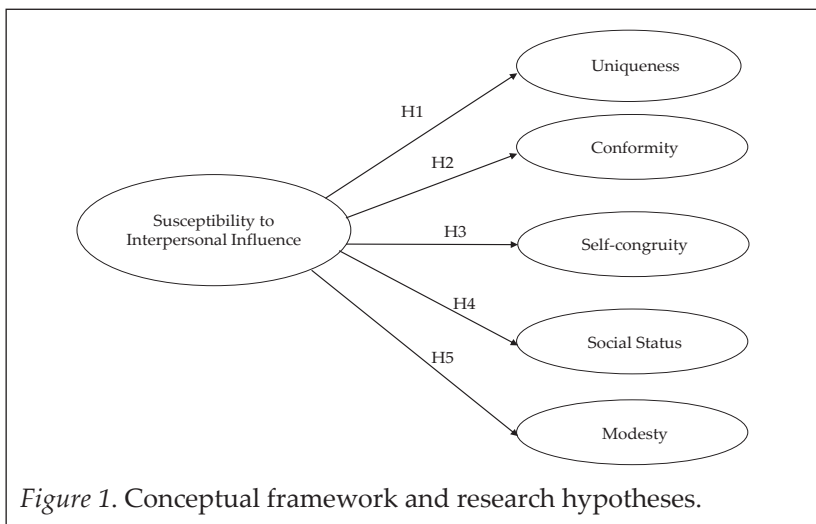 Uniqueness
H1
Conformity
H2
Susceptibility to
Interpersonal Influence
H3
Self-congruity
H4
Social Status
H5
Modesty
Figure 1. Conceptual framework and research hypotheses.